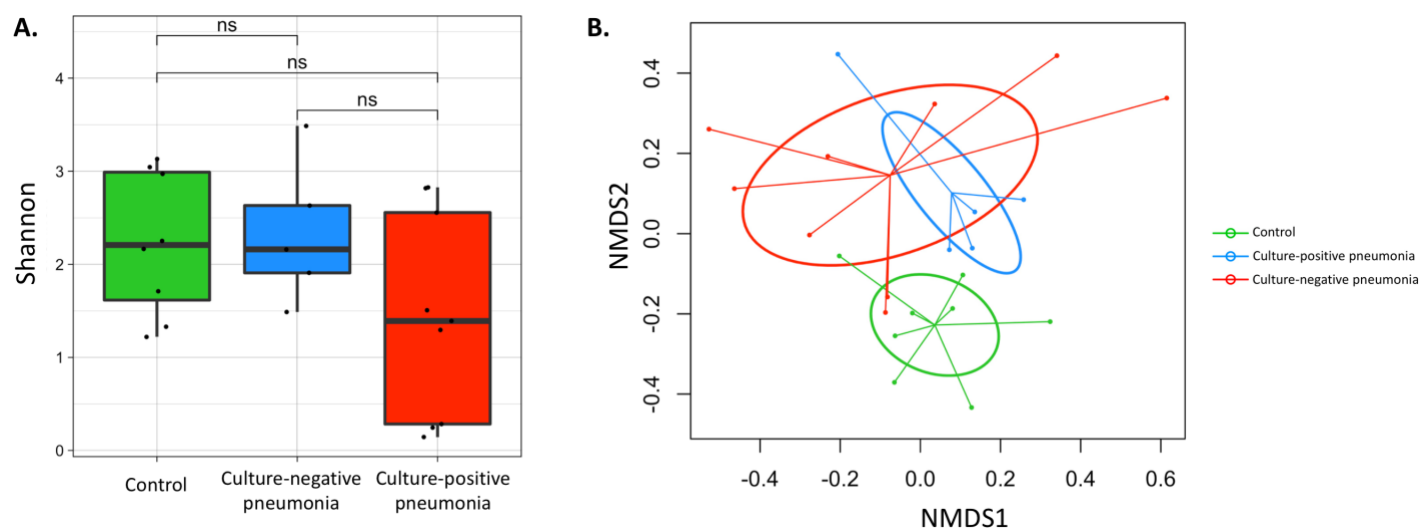 A.
ns
ns
ns
4
3
2
1
0
Shannon
Control
Culture-negative
pneumonia
Culture-positive
pneumonia
B.
0.4
0.2
0.0
-0.2
-0.4
NMDS2
-0.4
-0.2
0.0
0.2
0.4
0.6
NMDS1
Control
Culture-positive pneumonia
Culture-negative pneumonia